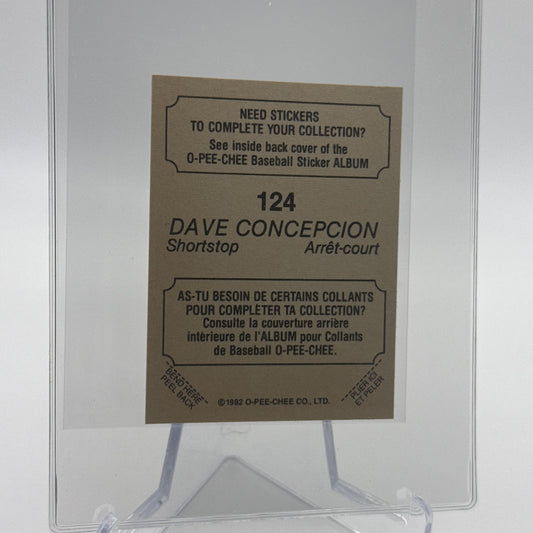 NEED STICKERS
TO COMPLETE YOUR COLLECTION?
See inside back cover of the
O-PEE-CHEE Baseball Sticker ALBUM
124
DAVE CONCEPCION
Shortstop Arrêt-court
AS-TU BESOIN DE CERTAINS COLLANTS
POUR COMPLÈTER TA COLLECTION?
Consulte la couverture arrière
intérieure de l'ALBUM pour Collants
de Baseball O-PEE-CHEE.
BEND HERE
PEEL BACK
PLIER ICI
ET PELER
©1982 O-PEE-CHEE CO., LTD.